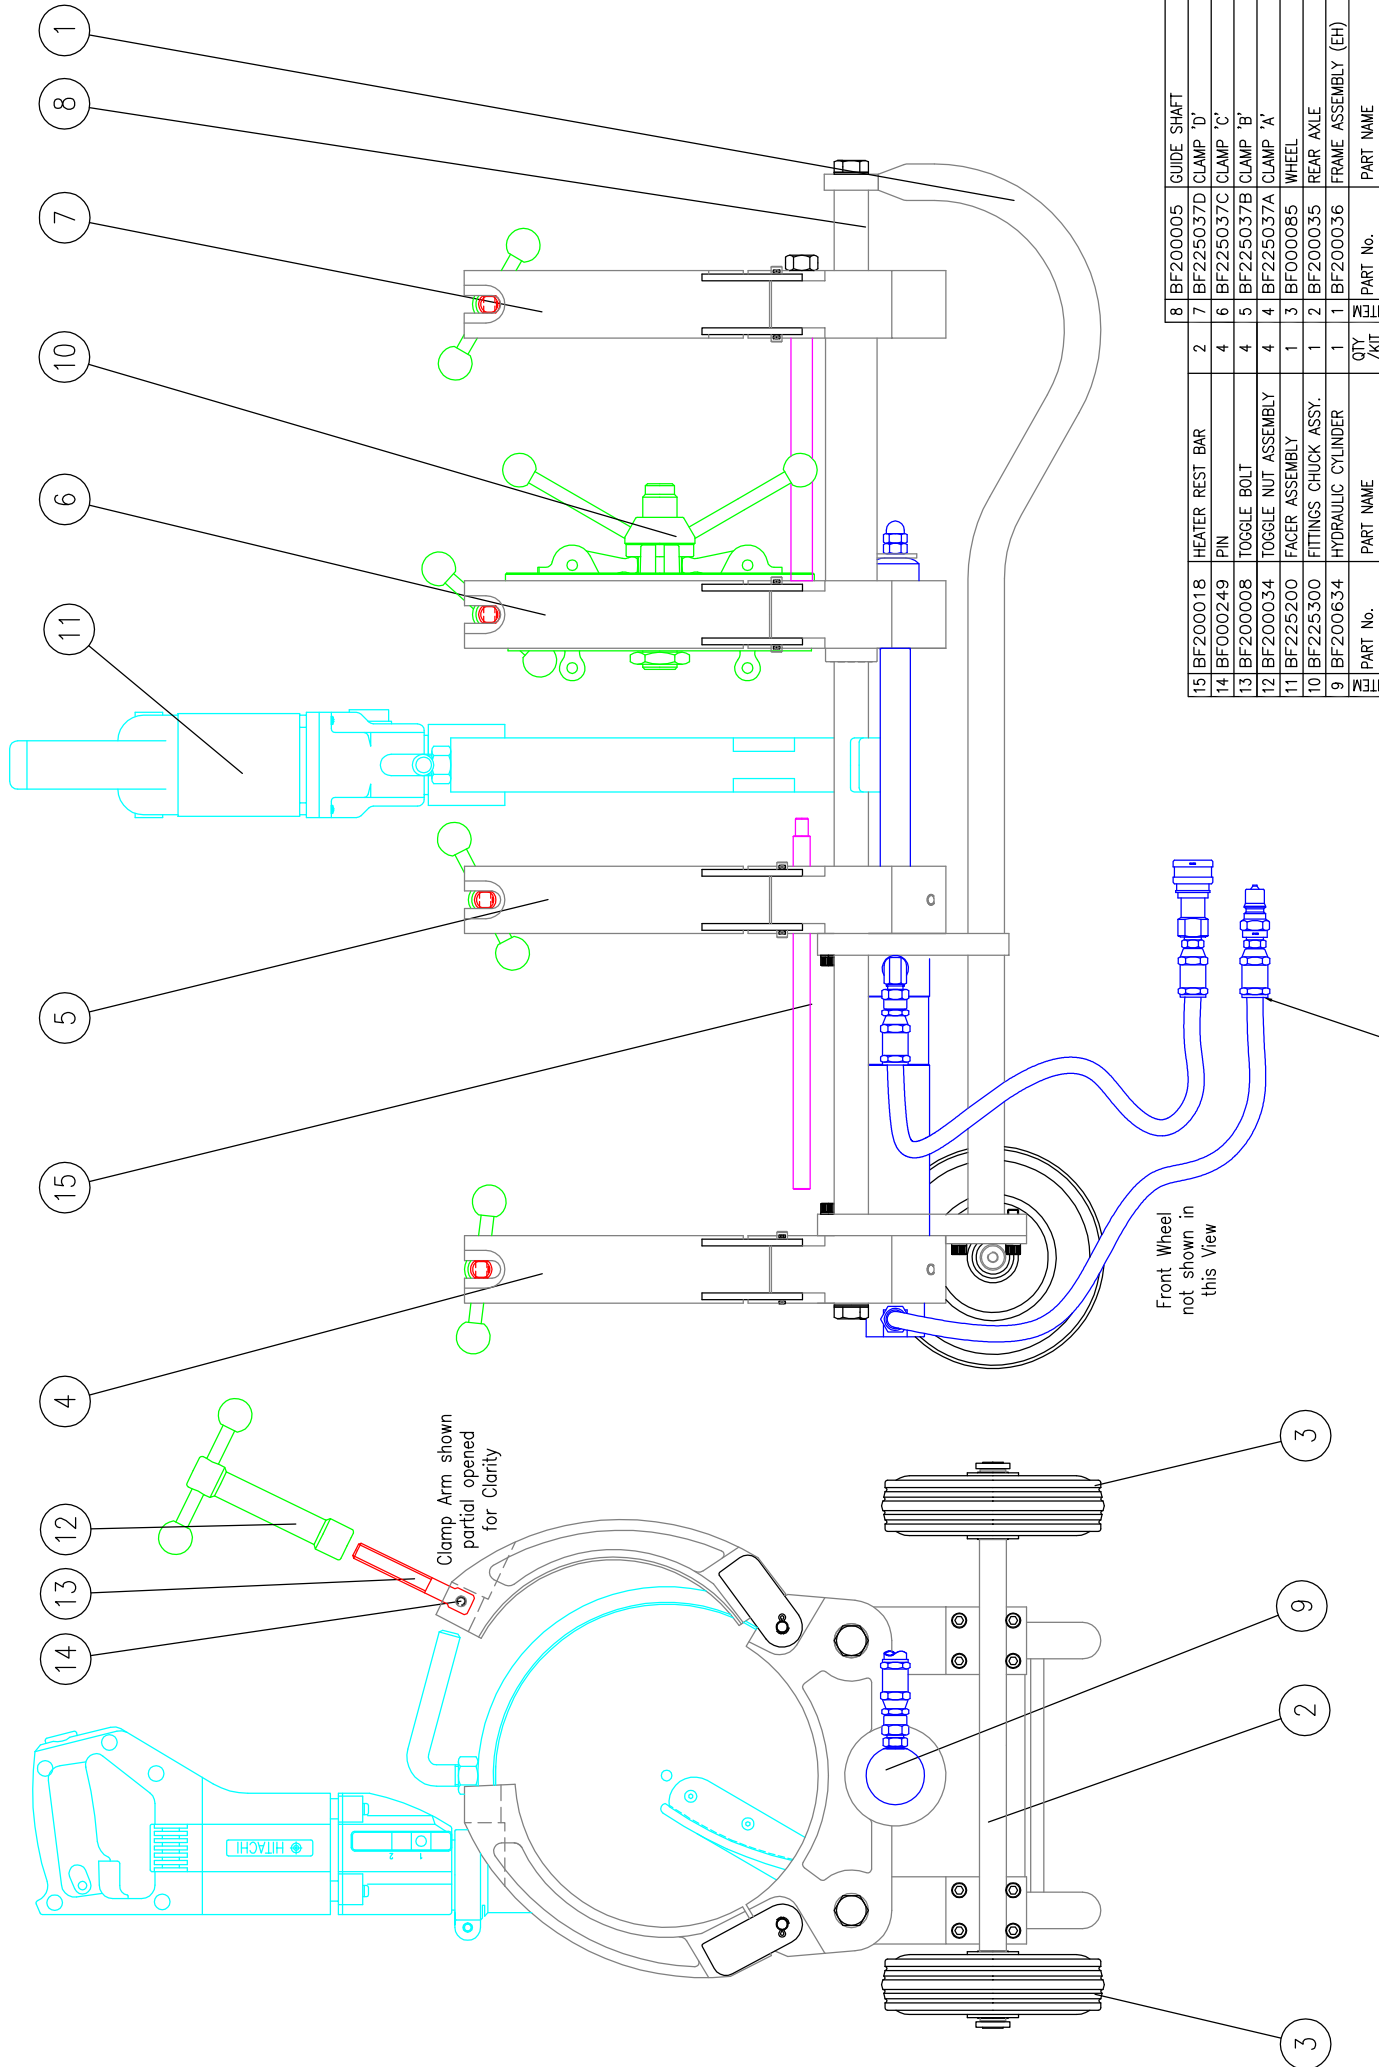 14
13
12
4
15
5
11
6
10
7
8
1
HITACHI
2
1
Clamp Arm shown
partial opened
for Clarity
Front Wheel
not shown in
this View
3
2
9
3
8 BF200005 GUIDE SHAFT
15 BF200018 HEATER REST BAR 2 7 BF225037D CLAMP 'D'
14 BF000249 PIN 4 6 BF225037C CLAMP 'C'
13 BF200008 TOGGLE BOLT 4 5 BF225037B CLAMP 'B'
12 BF200034 TOGGLE NUT ASSEMBLY 4 4 BF225037A CLAMP 'A'
11 BF225200 FACER ASSEMBLY 1 3 BF000085 WHEEL
10 BF225300 FITTINGS CHUCK ASSY. 1 2 BF200035 REAR AXLE
9 BF200634 HYDRAULIC CYLINDER 1 1 BF200036 FRAME ASSEMBLY (EH)
ITEM PART No. PART NAME QTY /KIT ITEM PART No. PART NAME